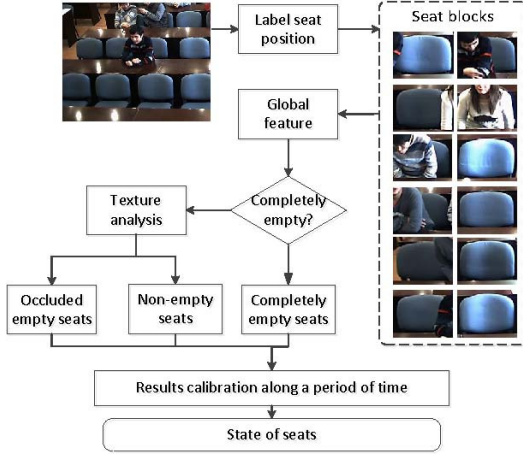 Label seat
position
Seat blocks
Global
feature
Completely
empty?
Texture
analysis
Occluded
empty seats
Non-empty
seats
Completely
empty seats
Results calibration along a period of time
State of seats